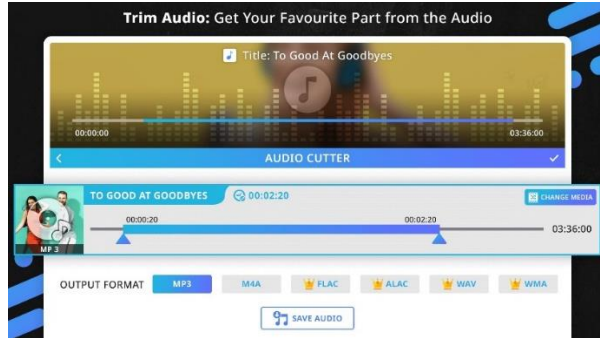 Trim Audio: Get Your Favourite Part from the Audio
Title: To Good At Goodbyes
00:00:00 03:36:00
AUDIO CUTTER
TO GOOD AT GOODBYES 00:02:20 CHANGE MEDIA
00:00:20 00:02:20
03:36:00
MP 3
OUTPUT FORMAT MP3 M4A FLAC ALAC WAV WMA
SAVE AUDIO